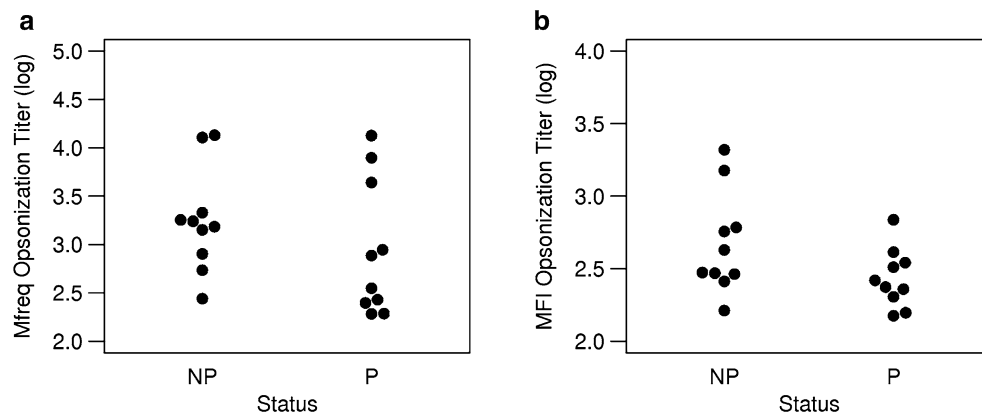 a
Mfreq Opsonization Titer (log)
5.0
4.5
4.0
3.5
3.0
2.5
2.0
NP P
Status
b
MFI Opsonization Titer (log)
4.0
3.5
3.0
2.5
2.0
NP P
Status